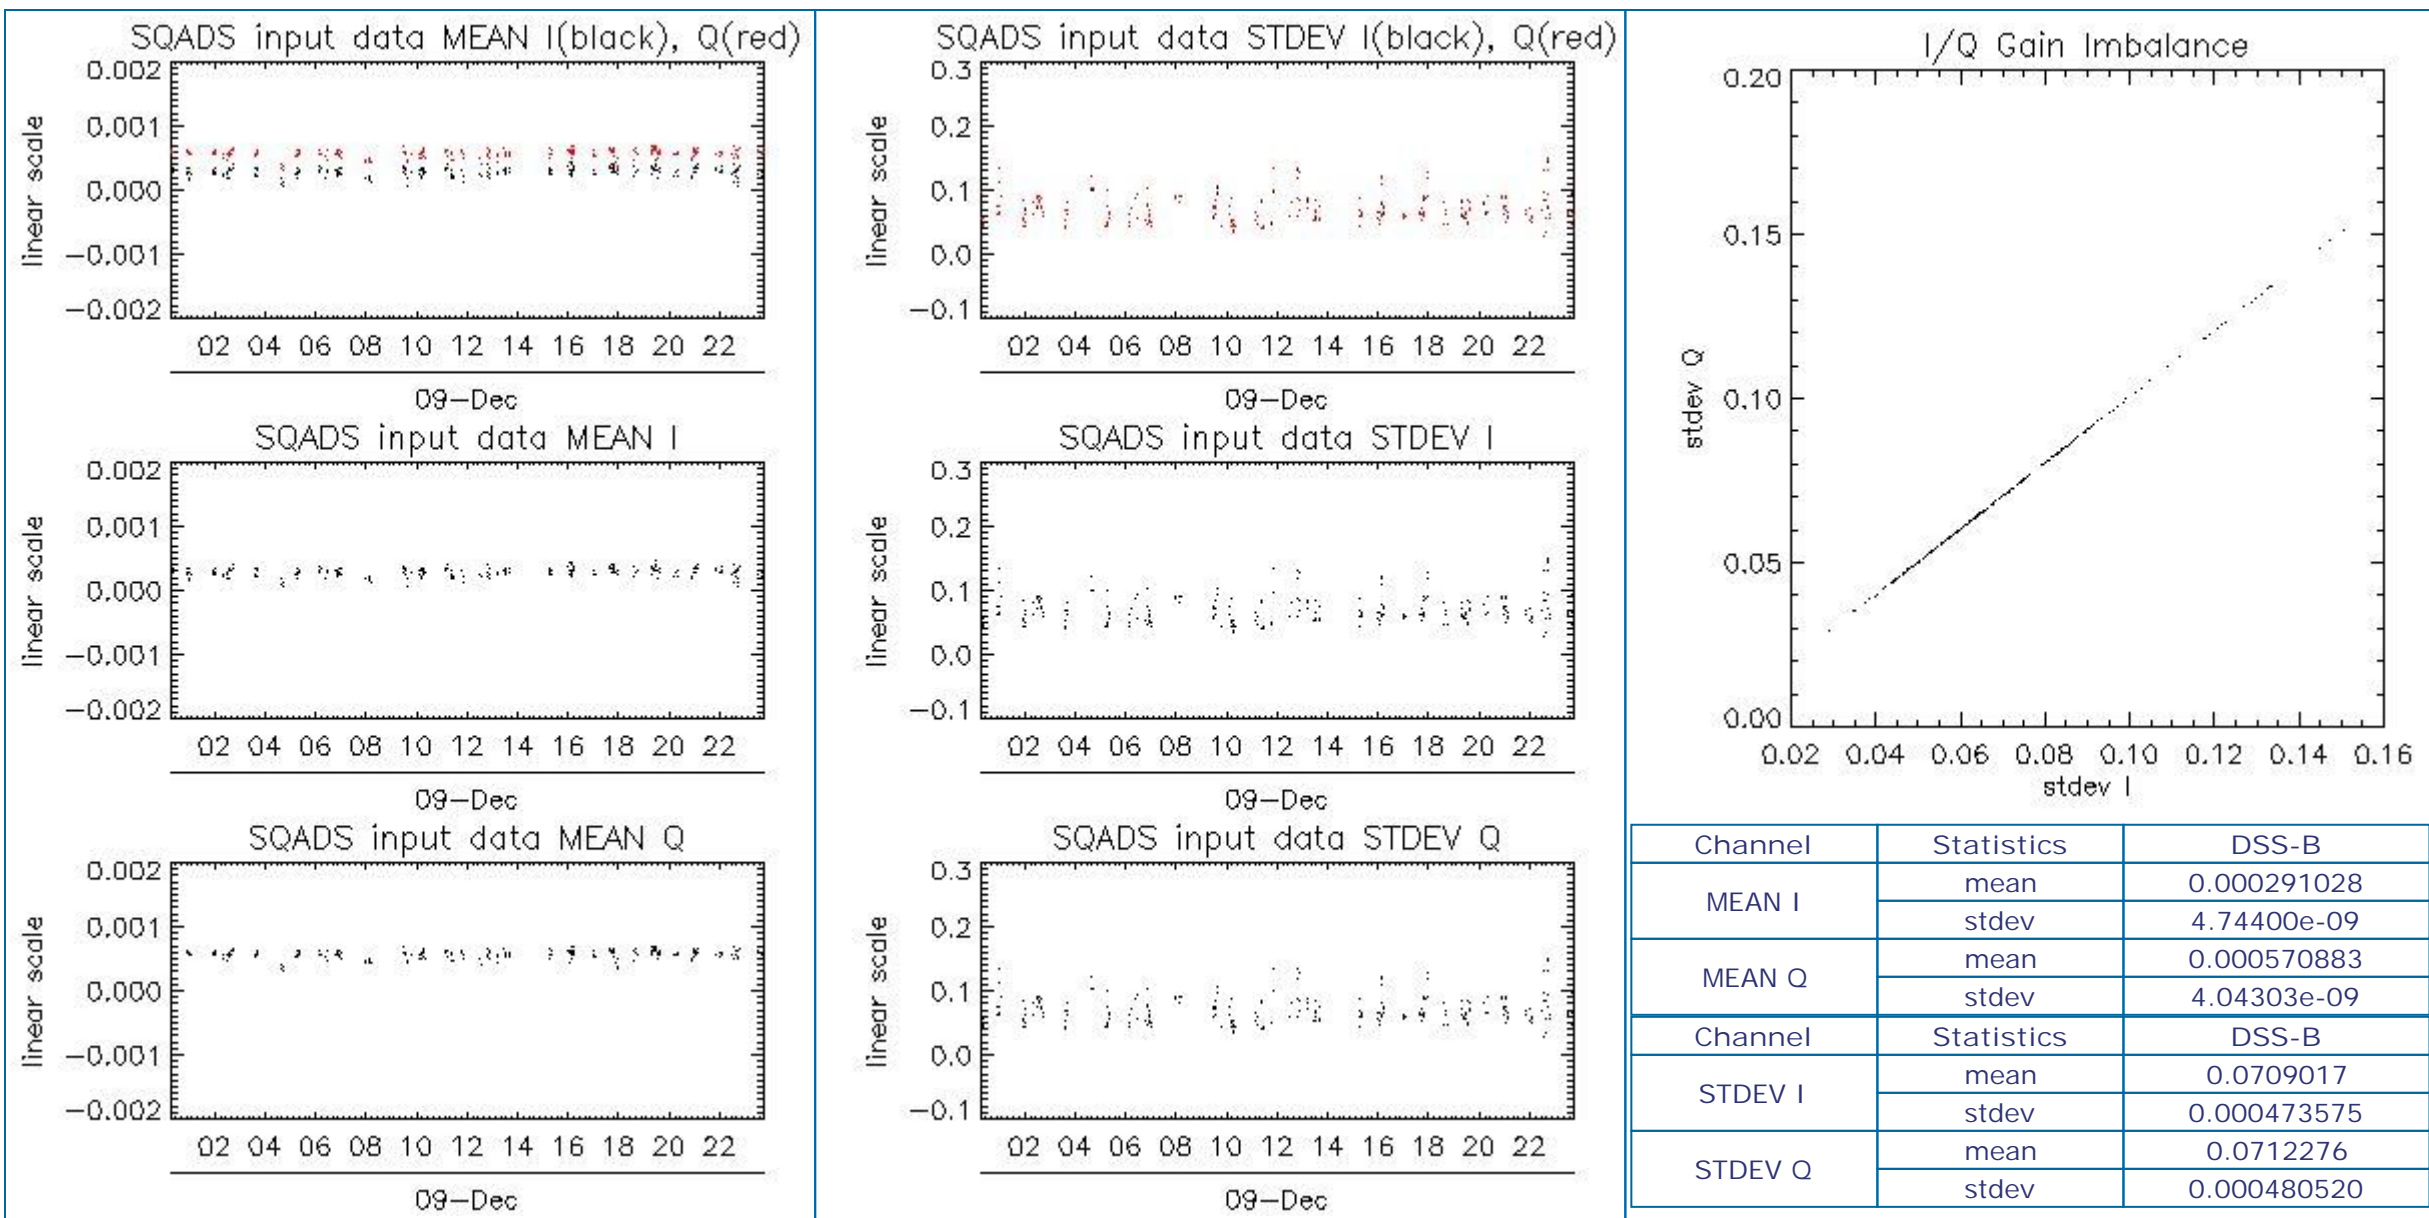 SQADS input data MEAN I(black), Q(red)
0.002
0.001
0.000
-0.001
-0.002
linear scale
02 04 06 08 10 12 14 16 18 20 22
09-Dec
SQADS input data MEAN I
0.002
0.001
0.000
-0.001
-0.002
linear scale
02 04 06 08 10 12 14 16 18 20 22
09-Dec
SQADS input data MEAN Q
0.002
0.001
0.000
-0.001
-0.002
linear scale
02 04 06 08 10 12 14 16 18 20 22
09-Dec
SQADS input data STDEV I(black), Q(red)
0.3
0.2
0.1
0.0
-0.1
linear scale
02 04 06 08 10 12 14 16 18 20 22
09-Dec
SQADS input data STDEV I
0.3
0.2
0.1
0.0
-0.1
linear scale
02 04 06 08 10 12 14 16 18 20 22
09-Dec
SQADS input data STDEV Q
0.3
0.2
0.1
0.0
-0.1
linear scale
02 04 06 08 10 12 14 16 18 20 22
09-Dec
I/Q Gain Imbalance
0.20
0.15
0.10
0.05
0.00
stdev Q
0.02 0.04 0.06 0.08 0.10 0.12 0.14 0.16
stdev I
Channel Statistics DSS-B
MEAN I mean 0.000291028
stdev 4.74400e-09
MEAN Q mean 0.000570883
stdev 4.04303e-09
Channel Statistics DSS-B
STDEV I mean 0.0709017
stdev 0.000473575
STDEV Q mean 0.0712276
stdev 0.000480520